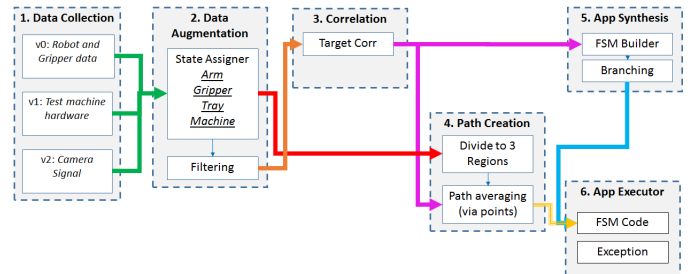 1. Data Collection
v0: Robot and
Gripper data
v1: Test machine
hardware
v2: Camera
Signal
2. Data
Augmentation
State Assigner
Arm
Gripper
Tray
Machine
Filtering
3. Correlation
Target Corr
4. Path Creation
Divide to 3
Regions
Path averaging
(via points)
5. App Synthesis
FSM Builder
Branching
6. App Executor
FSM Code
Exception